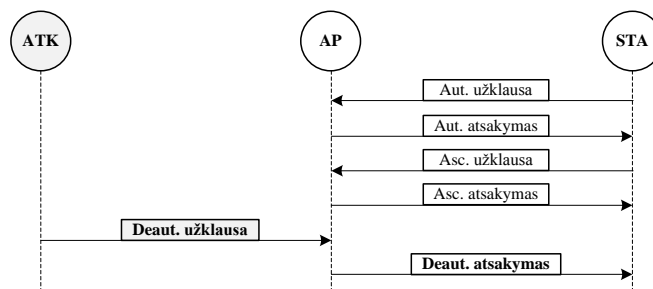 ATK
AP
STA
Aut. užklausa
Aut. atsakymas
Asc. užklausa
Asc. atsakymas
Deaut. užklausa
Deaut. atsakymas